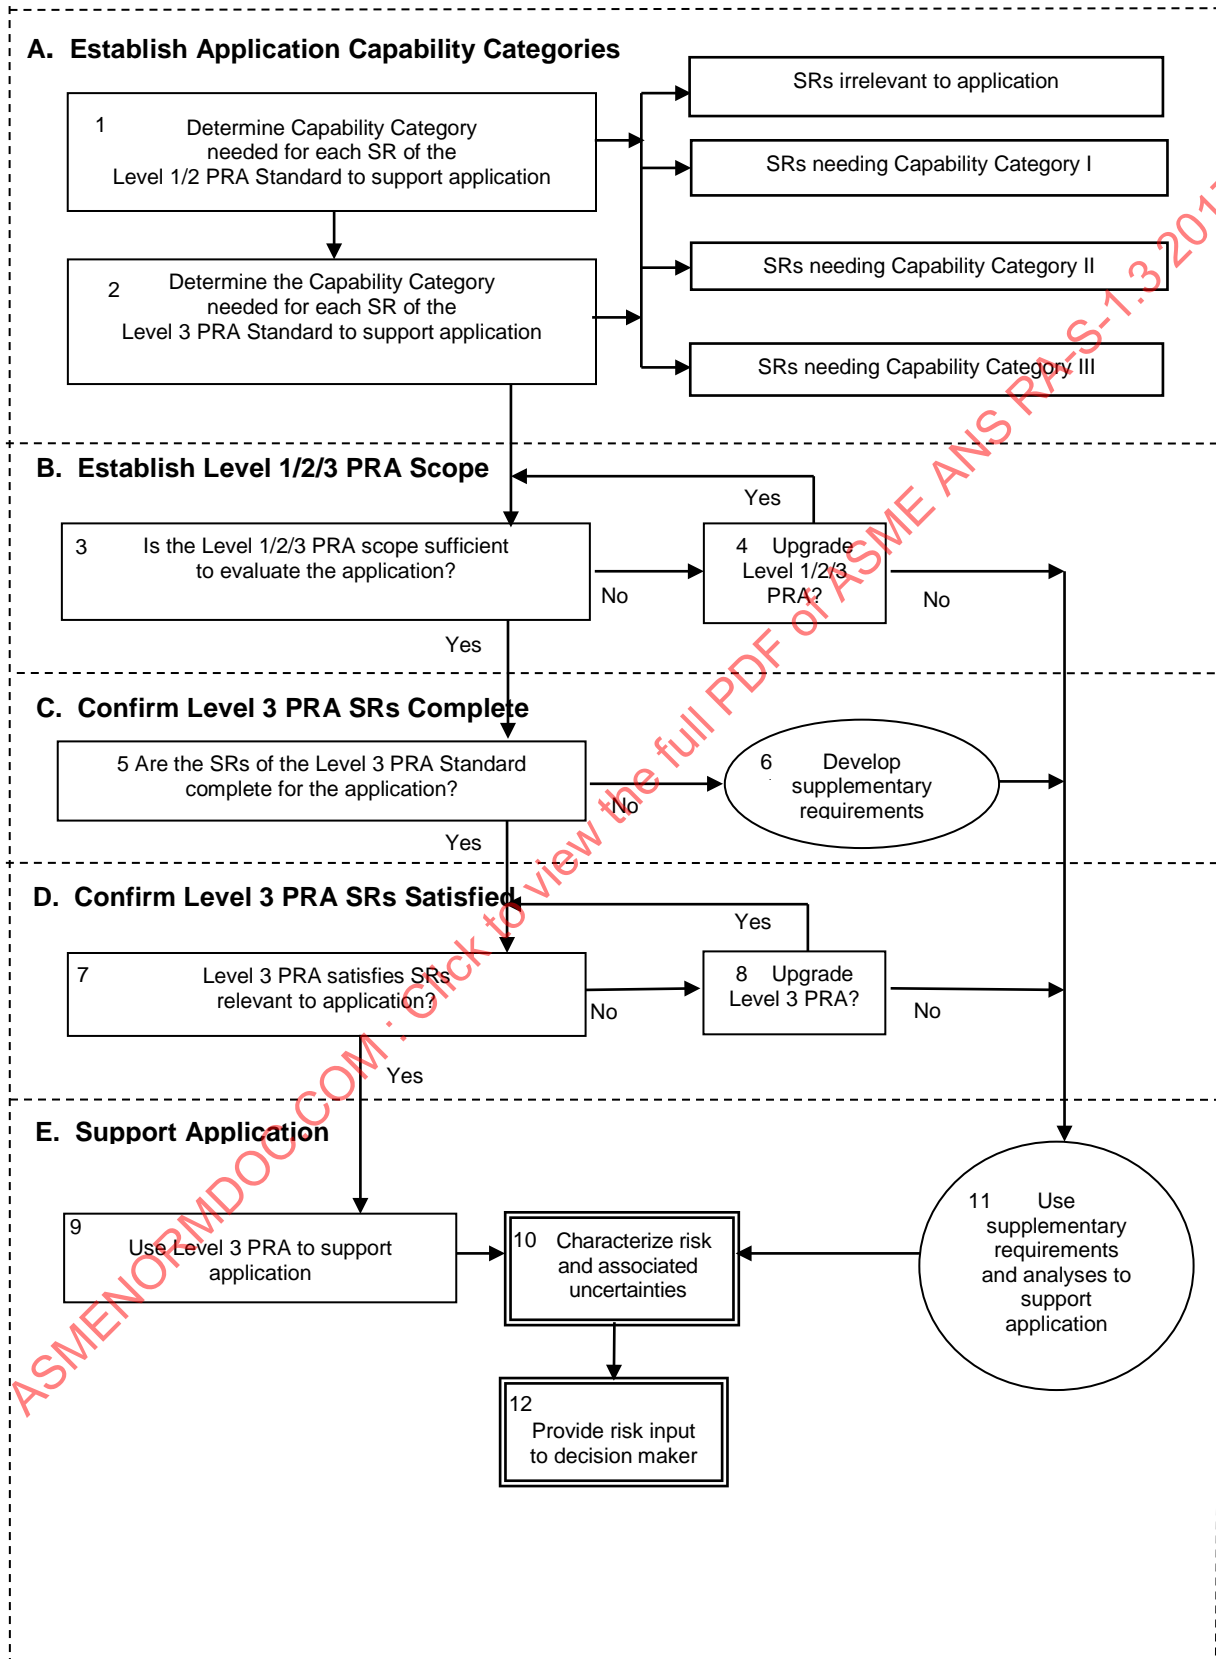 A. Establish Application Capability Categories
1 Determine Capability Category
needed for each SR of the
Level 1/2 PRA Standard to support application
2 Determine the Capability Category
needed for each SR of the
Level 3 PRA Standard to support application
SRs irrelevant to application
SRs needing Capability Category I
SRs needing Capability Category II
SRs needing Capability Category III
B. Establish Level 1/2/3 PRA Scope
3 Is the Level 1/2/3 PRA scope sufficient
to evaluate the application?
No
Yes
4 Upgrade
Level 1/2/3
PRA?
Yes
No
C. Confirm Level 3 PRA SRs Complete
5 Are the SRs of the Level 3 PRA Standard
complete for the application?
No
Yes
6 Develop
supplementary
requirements
D. Confirm Level 3 PRA SRs Satisfied
7 Level 3 PRA satisfies SRs
relevant to application?
No
Yes
8 Upgrade
Level 3 PRA?
Yes
No
E. Support Application
9
Use Level 3 PRA to support
application
10 Characterize risk
and associated
uncertainties
11 Use
supplementary
requirements
and analyses to
support
application
12
Provide risk input
to decision maker
ASMENORMDOC.COM : Click to view the full PDF of ASME ANS RA-S-1.3 2017